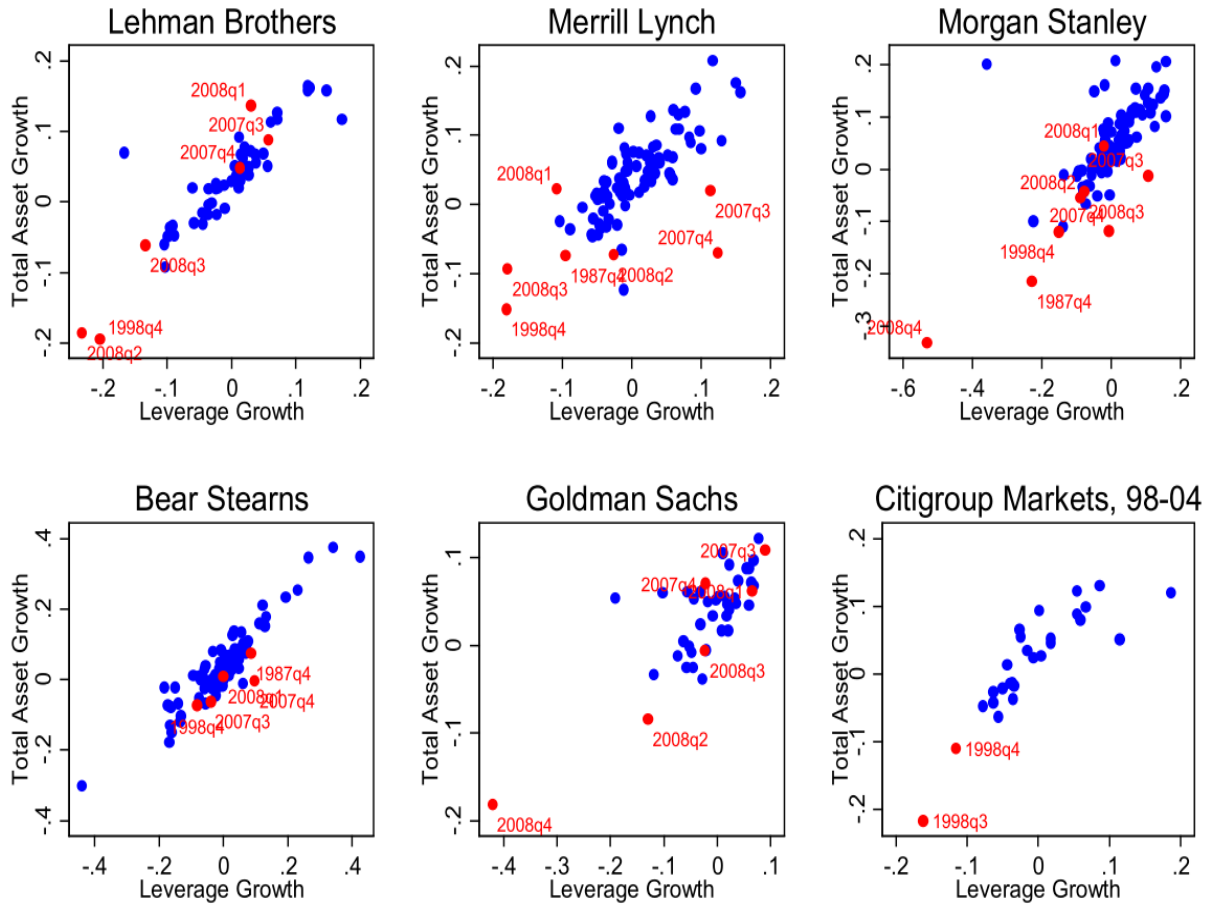 Lehman Brothers
Total Asset Growth
.2
.1
0
-.1
-.2
2008q1
2007q3
2007q4
2008q3
1998q4
2008q2
-.2 -.1 0 .1 .2
Leverage Growth
Merrill Lynch
Total Asset Growth
.2
.1
0
-.1
-.2
2008q1
2007q3
2007q4
1987q4
2008q2
2008q3
1998q4
-.2 -.1 0 .1 .2
Leverage Growth
Morgan Stanley
Total Asset Growth
.2
.1
0
-.1
-.2
-.3
2008q1
2007q3
2008q2
2007q4
2008q3
1998q4
1987q4
2008q4
-.6 -.4 -.2 0 .2
Leverage Growth
Bear Stearns
Total Asset Growth
.4
.2
0
-.2
-.4
1987q4
2008q1
2007q4
2007q3
1998q4
-.4 -.2 0 .2 .4
Leverage Growth
Goldman Sachs
Total Asset Growth
.1
0
-.1
-.2
2007q3
2007q4
2008q1
2008q3
2008q2
2008q4
-.4 -.3 -.2 -.1 0 .1
Leverage Growth
Citigroup Markets, 98-04
Total Asset Growth
.2
.1
0
-.1
-.2
1998q4
1998q3
-.2 -.1 0 .1 .2
Leverage Growth